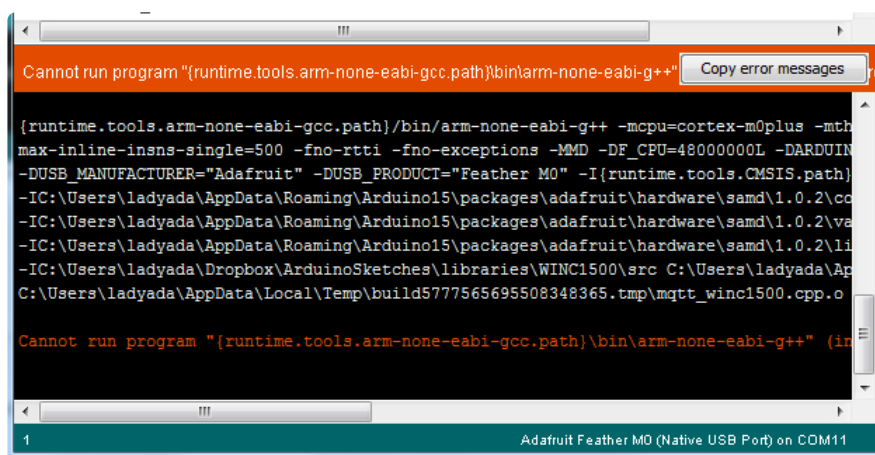 Cannot run program "{runtime.tools.arm-none-eabi-gcc.path}\bin\arm-none-eabi-g++"
Copy error messages
{runtime.tools.arm-none-eabi-gcc.path}/bin/arm-none-eabi-g++ -mcpu=cortex-m0plus -mth
max-inline-insns-single=500 -fno-rtti -fno-exceptions -MMD -DF_CPU=48000000L -DARDUIN
-DUSB_MANUFACTURER="Adafruit" -DUSB_PRODUCT="Feather M0" -I{runtime.tools.CMSIS.path}
-IC:\Users\ladyada\AppData\Roaming\Arduino15\packages\adafruit\hardware\samd\1.0.2\co
-IC:\Users\ladyada\AppData\Roaming\Arduino15\packages\adafruit\hardware\samd\1.0.2\va
-IC:\Users\ladyada\AppData\Roaming\Arduino15\packages\adafruit\hardware\samd\1.0.2\li
-IC:\Users\ladyada\Dropbox\ArduinoSketches\libraries\WINC1500\src C:\Users\ladyada\Ap
C:\Users\ladyada\AppData\Local\Temp\build5777565695508348365.tmp\mqtt_winc1500.cpp.o
Cannot run program "{runtime.tools.arm-none-eabi-gcc.path}\bin\arm-none-eabi-g++" (in
1
Adafruit Feather M0 (Native USB Port) on COM11